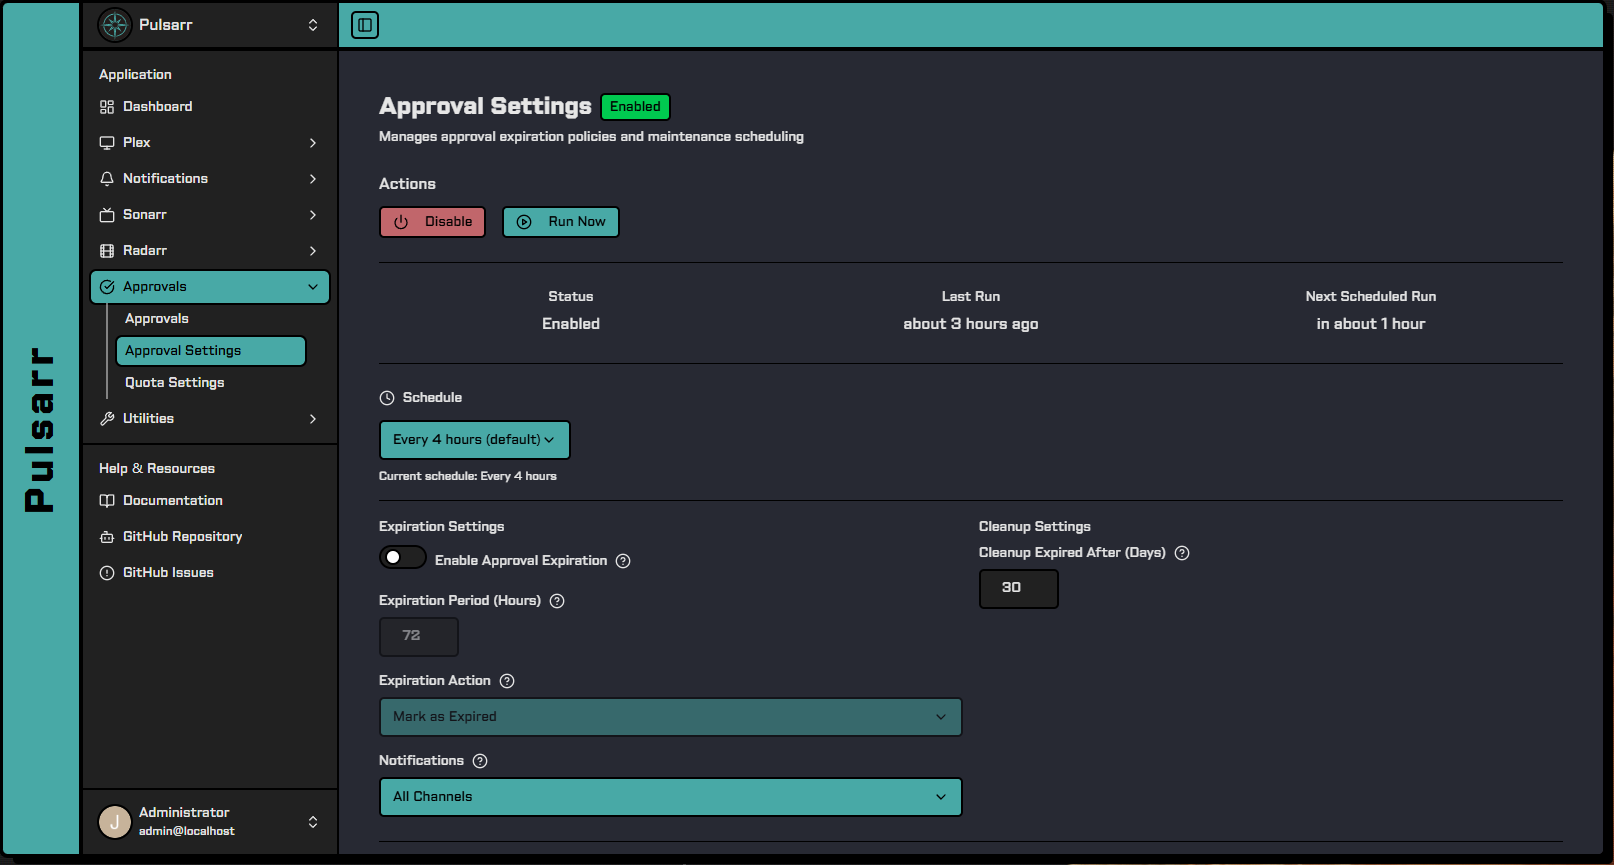 Pulsarr
Pulsarr
Application
Dashboard
Plex
Notifications
Sonarr
Radarr
Approvals
Approvals
Approval Settings
Quota Settings
Utilities
Help & Resources
Documentation
GitHub Repository
GitHub Issues
J
Administrator
admin@localhost
Approval Settings Enabled
Manages approval expiration policies and maintenance scheduling
Actions
Disable Run Now
Status Last Run Next Scheduled Run
Enabled about 3 hours ago in about 1 hour
Schedule
Every 4 hours (default)
Current schedule: Every 4 hours
Expiration Settings
Enable Approval Expiration
Expiration Period (Hours)
72
Expiration Action
Mark as Expired
Notifications
All Channels
Cleanup Settings
Cleanup Expired After (Days)
30